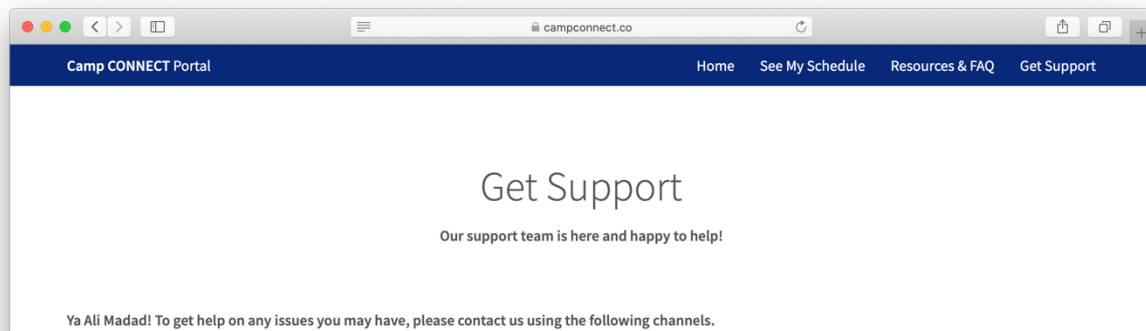 campconnect.co
Camp CONNECT Portal Home See My Schedule Resources & FAQ Get Support
Get Support
Our support team is here and happy to help!
Ya Ali Madad! To get help on any issues you may have, please contact us using the following channels.